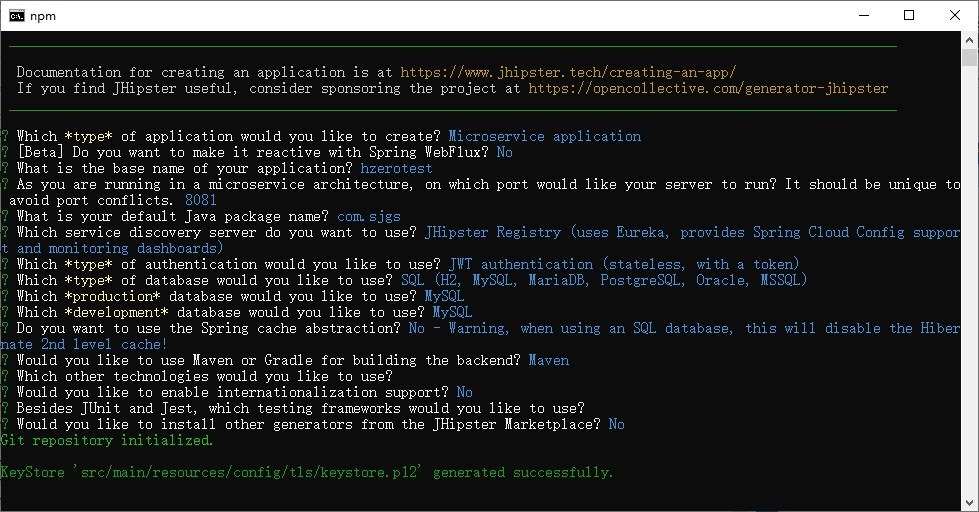 npm
Documentation for creating an application is at https://www.jhipster.tech/creating-an-app/
If you find JHipster useful, consider sponsoring the project at https://opencollective.com/generator-jhipster
? Which *type* of application would you like to create? Microservice application
? [Beta] Do you want to make it reactive with Spring WebFlux? No
? What is the base name of your application? hzerotest
? As you are running in a microservice architecture, on which port would like your server to run? It should be unique to
avoid port conflicts. 8081
? What is your default Java package name? com.sjgs
? Which service discovery server do you want to use? JHipster Registry (uses Eureka, provides Spring Cloud Config suppor
t and monitoring dashboards)
? Which *type* of authentication would you like to use? JWT authentication (stateless, with a token)
? Which *type* of database would you like to use? SQL (H2, MySQL, MariaDB, PostgreSQL, Oracle, MSSQL)
? Which *production* database would you like to use? MySQL
? Which *development* database would you like to use? MySQL
? Do you want to use the Spring cache abstraction? No - Warning, when using an SQL database, this will disable the Hiber
nate 2nd level cache!
? Would you like to use Maven or Gradle for building the backend? Maven
? Which other technologies would you like to use?
? Would you like to enable internationalization support? No
? Besides JUnit and Jest, which testing frameworks would you like to use?
? Would you like to install other generators from the JHipster Marketplace? No
Git repository initialized.
KeyStore 'src/main/resources/config/tls/keystore.p12' generated successfully.